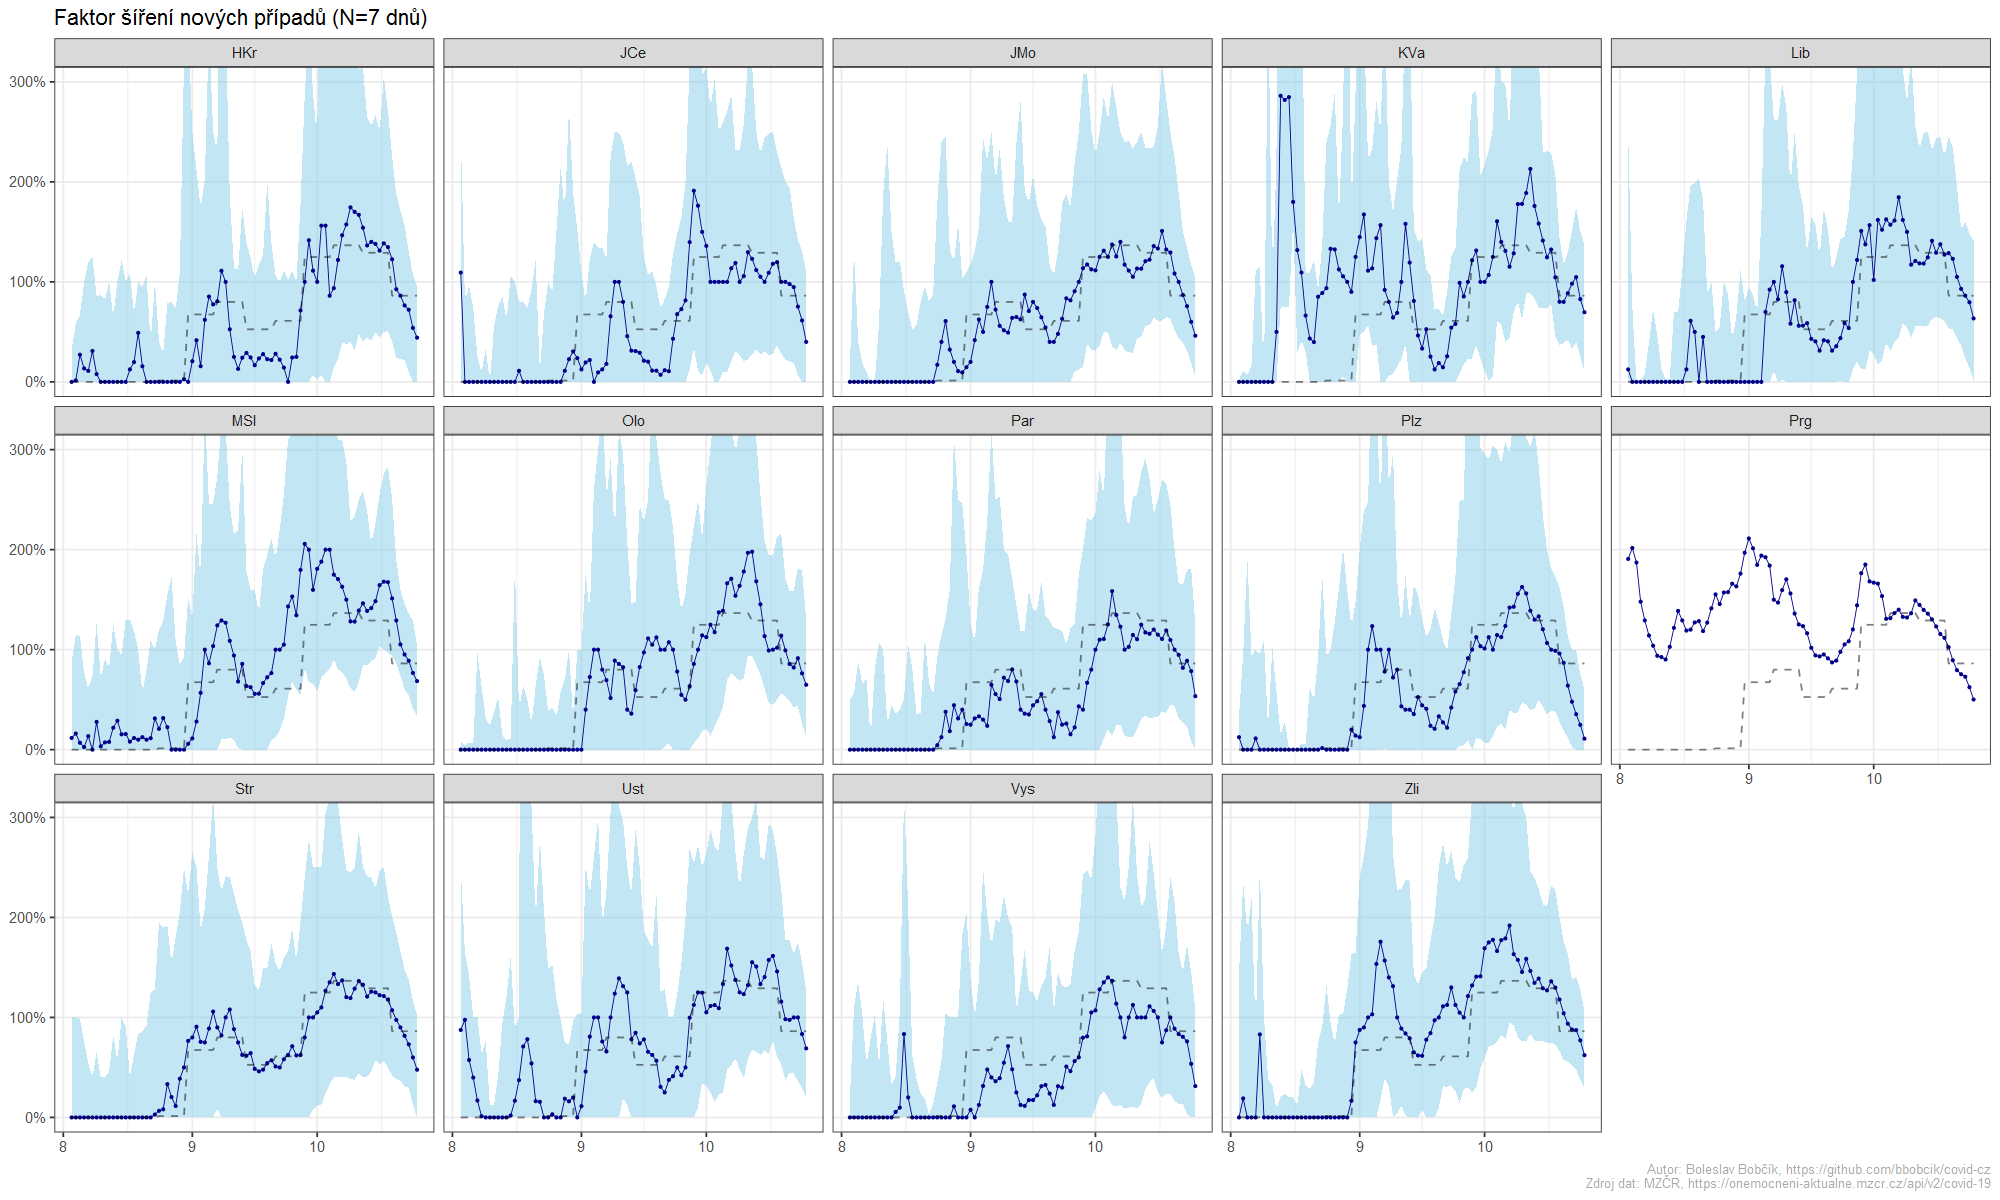 Faktor šíření nových případů (N=7 dnů)
HKr JCe JMo KVa Lib
300%
200%
100%
0%
MSl Olo Par Plz Prg
300%
200%
100%
0%
8 9 10
Str Ust Vys Zli
300%
200%
100%
0%
8 9 10 8 9 10 8 9 10 8 9 10
Autor: Boleslav Bobčík, https://github.com/bbobcik/covid-cz
Zdroj dat: MZČR, https://onemocneni-aktualne.mzcr.cz/api/v2/covid-19